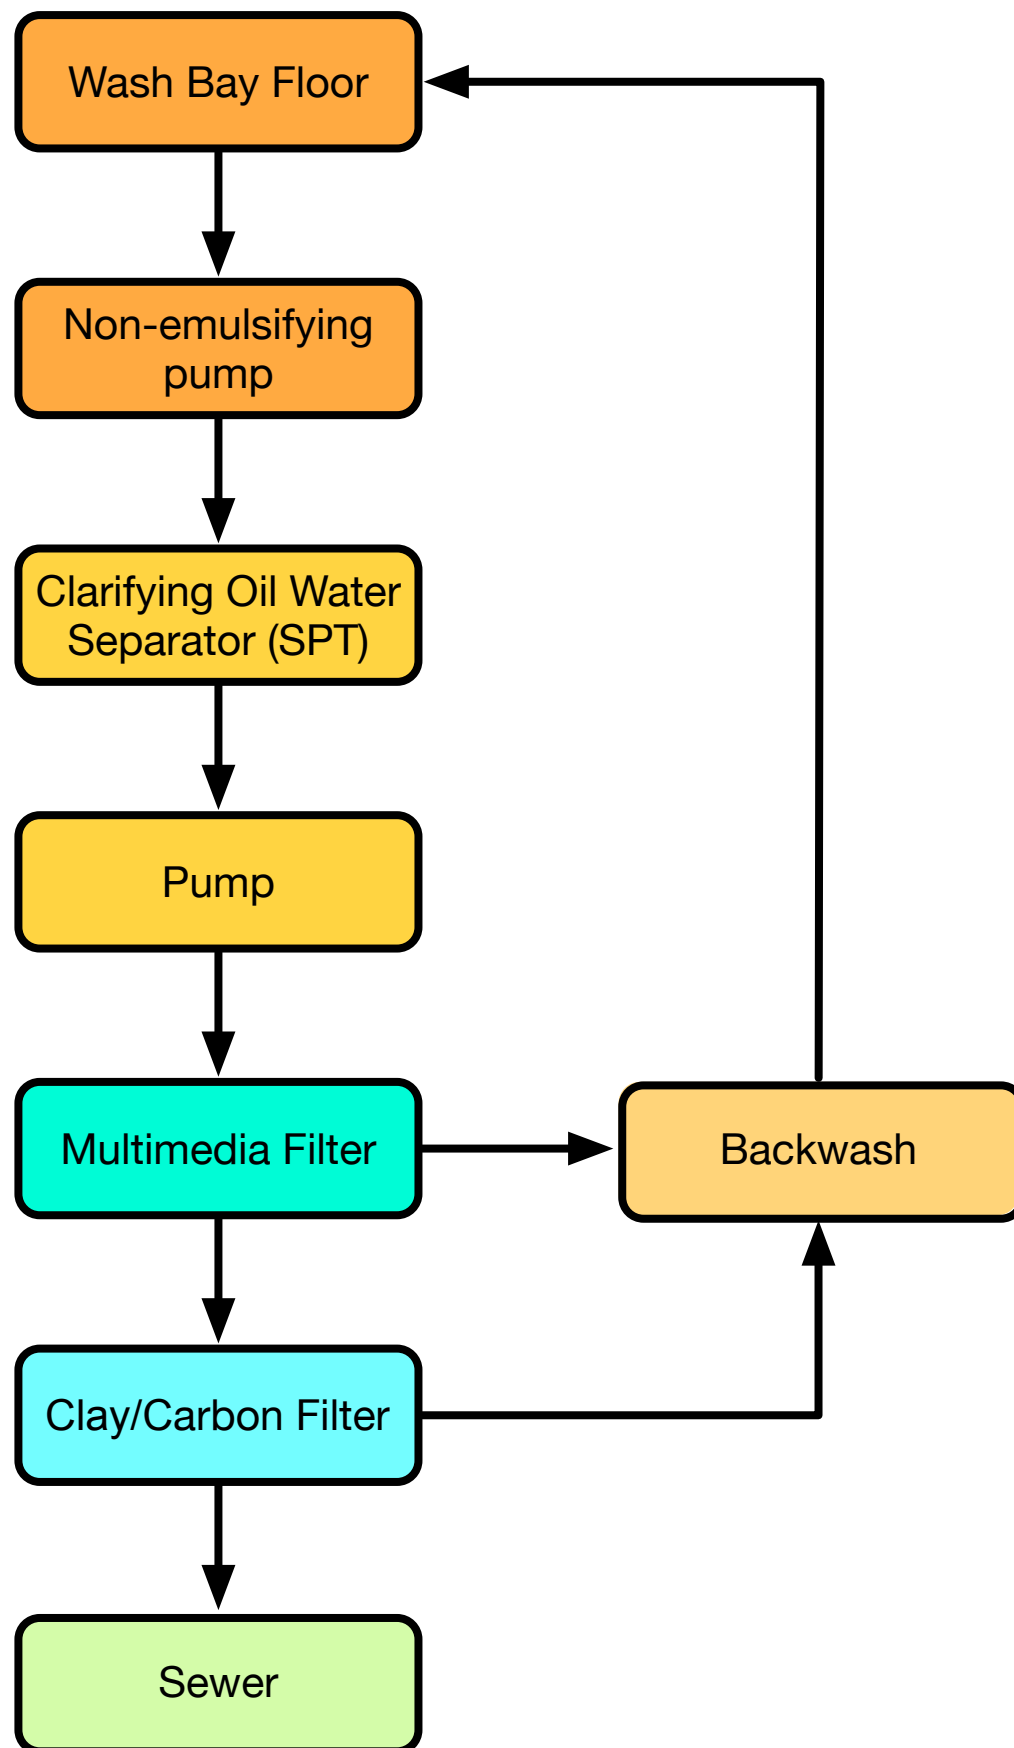 Wash Bay Floor
Non-emulsifying
pump
Clarifying Oil Water
Separator (SPT)
Pump
Multimedia Filter
Backwash
Clay/Carbon Filter
Sewer